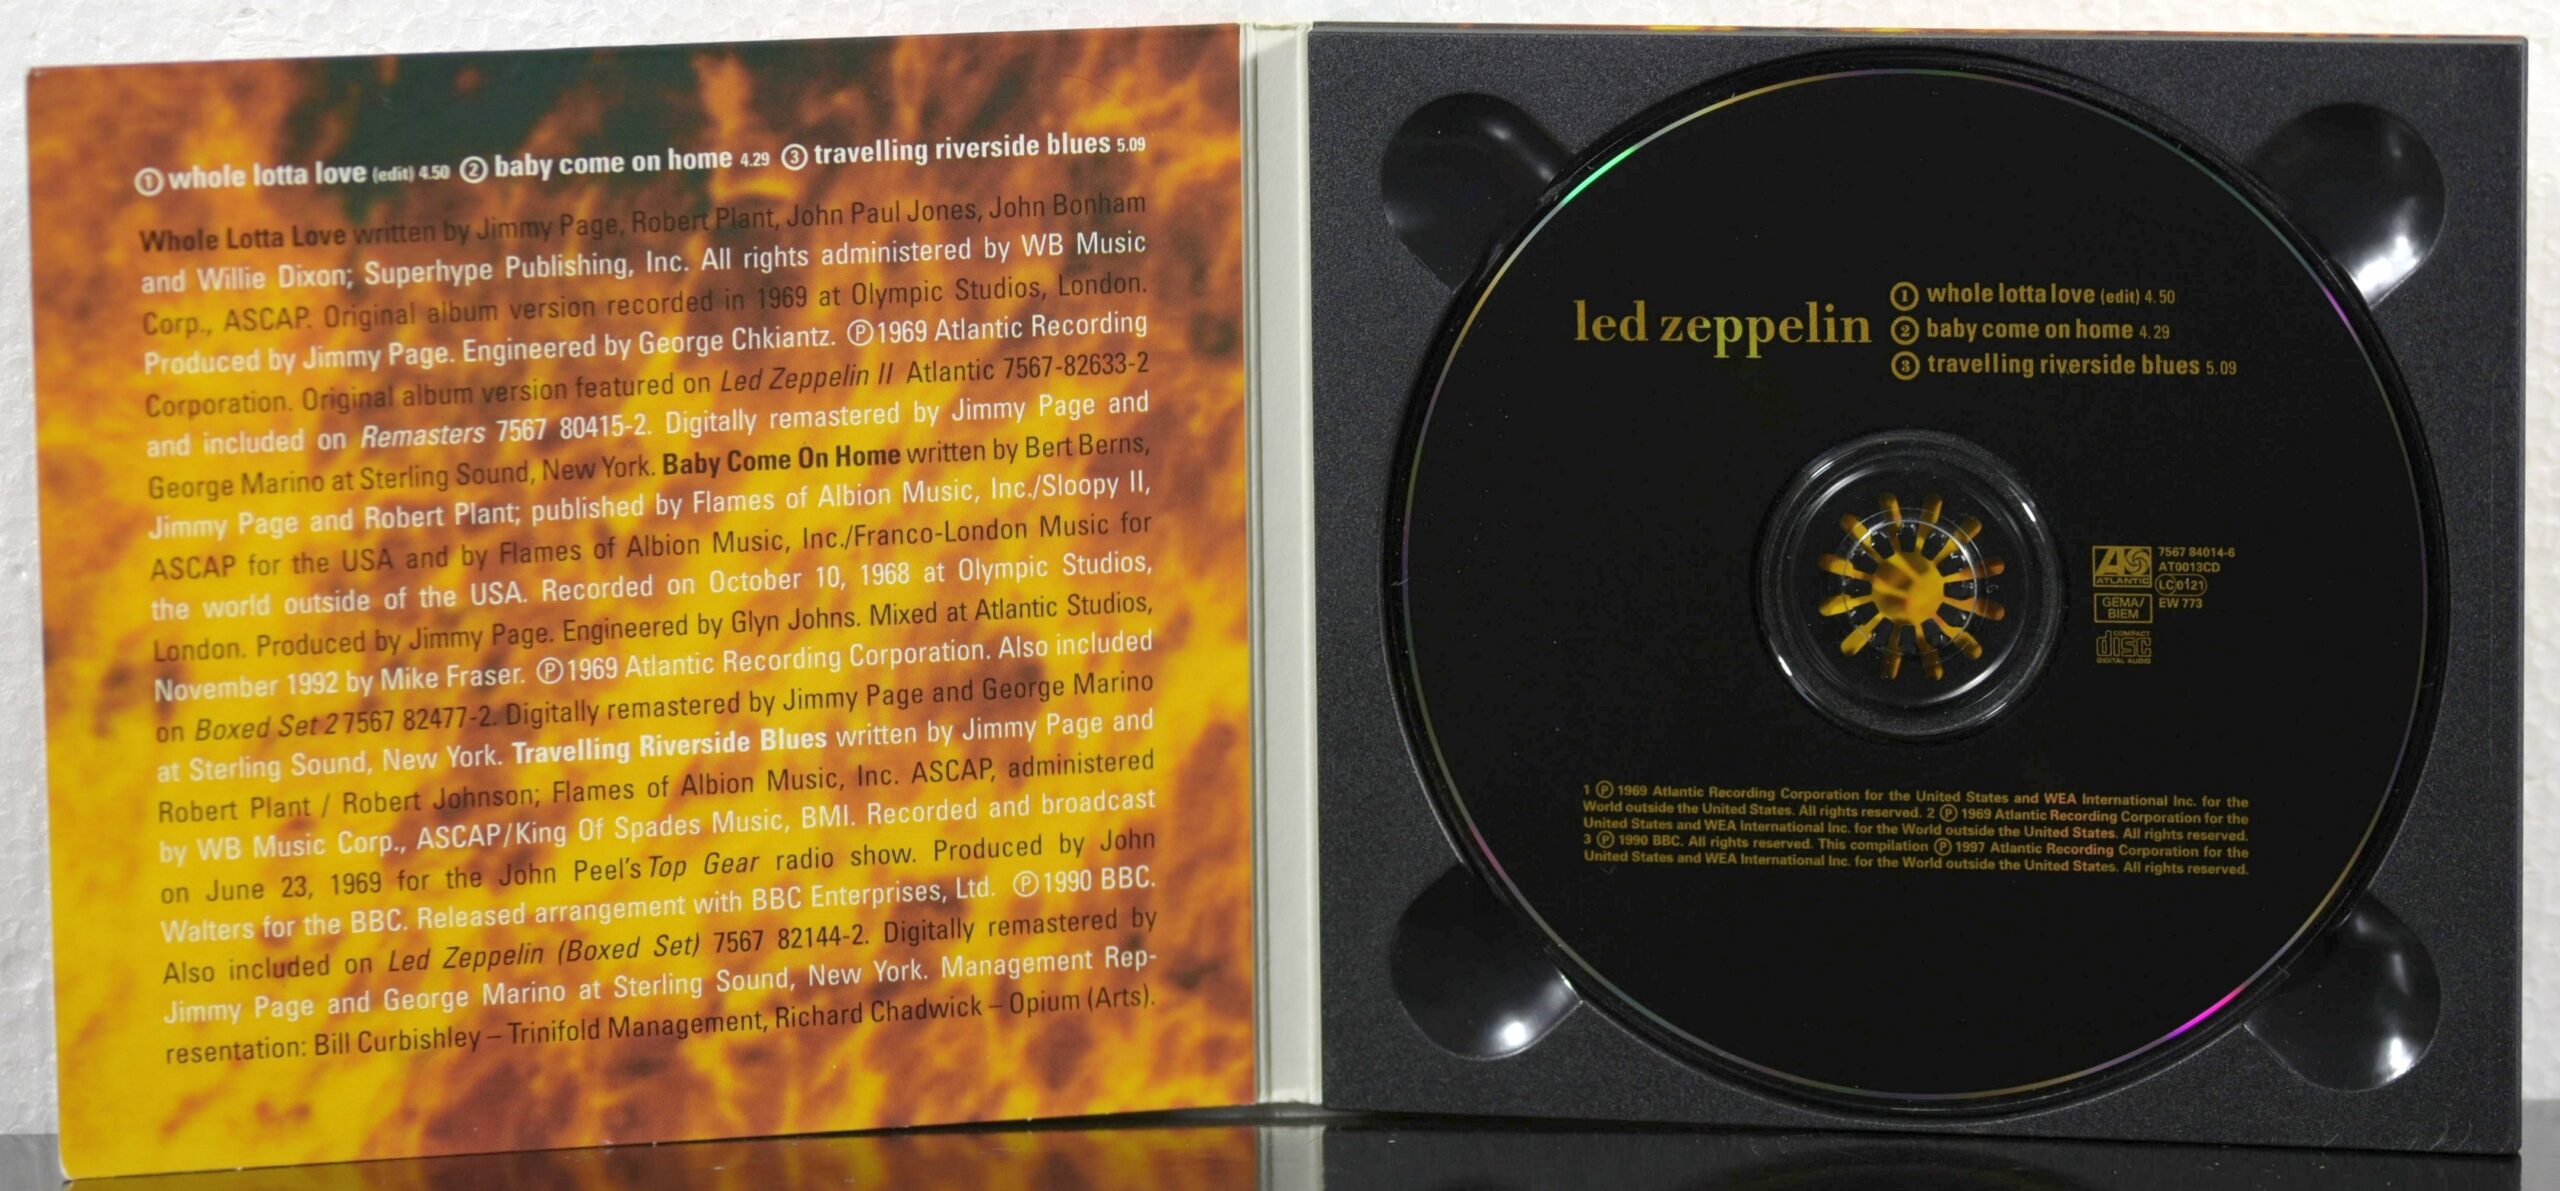 ① whole lotta love (edit) 4.50 ② baby come on home 4.29 ③ travelling riverside blues 5.09
Whole Lotta Love written by Jimmy Page, Robert Plant, John Paul Jones, John Bonham
and Willie Dixon; Superhype Publishing, Inc. All rights administered by WB Music
Corp., ASCAP. Original album version recorded in 1969 at Olympic Studios, London.
Produced by Jimmy Page. Engineered by George Chkiantz. ℗1969 Atlantic Recording
Corporation. Original album version featured on Led Zeppelin II Atlantic 7567-82633-2
and included on Remasters 7567 80415-2. Digitally remastered by Jimmy Page and
George Marino at Sterling Sound, New York. Baby Come On Home written by Bert Berns,
Jimmy Page and Robert Plant; published by Flames of Albion Music, Inc./Sloopy II,
ASCAP for the USA and by Flames of Albion Music, Inc./Franco-London Music for
the world outside of the USA. Recorded on October 10, 1968 at Olympic Studios,
London. Produced by Jimmy Page. Engineered by Glyn Johns. Mixed at Atlantic Studios,
November 1992 by Mike Fraser. ℗1969 Atlantic Recording Corporation. Also included
on Boxed Set 2 7567 82477-2. Digitally remastered by Jimmy Page and George Marino
at Sterling Sound, New York. Travelling Riverside Blues written by Jimmy Page and
Robert Plant / Robert Johnson; Flames of Albion Music, Inc. ASCAP, administered
by WB Music Corp., ASCAP/King Of Spades Music, BMI. Recorded and broadcast
on June 23, 1969 for the John Peel's Top Gear radio show. Produced by John
Walters for the BBC. Released arrangement with BBC Enterprises, Ltd. ℗1990 BBC.
Also included on Led Zeppelin (Boxed Set) 7567 82144-2. Digitally remastered by
Jimmy Page and George Marino at Sterling Sound, New York. Management Rep-
resentation: Bill Curbishley – Trinifold Management, Richard Chadwick – Opium (Arts).
led zeppelin
① whole lotta love (edit) 4.50
② baby come on home 4.29
③ travelling riverside blues 5.09
ATLANTIC
7567 84014-6
AT0013CD
LC 0121
GEMA/
BIEM
EW 773
COMPACT
disc
DIGITAL AUDIO
1 ℗ 1969 Atlantic Recording Corporation for the United States and WEA International Inc. for the
World outside the United States. All rights reserved. 2 ℗ 1969 Atlantic Recording Corporation for the
United States and WEA International Inc. for the World outside the United States. All rights reserved.
3 ℗ 1990 BBC. All rights reserved. This compilation ℗ 1997 Atlantic Recording Corporation for the
United States and WEA International Inc. for the World outside the United States. All rights reserved.